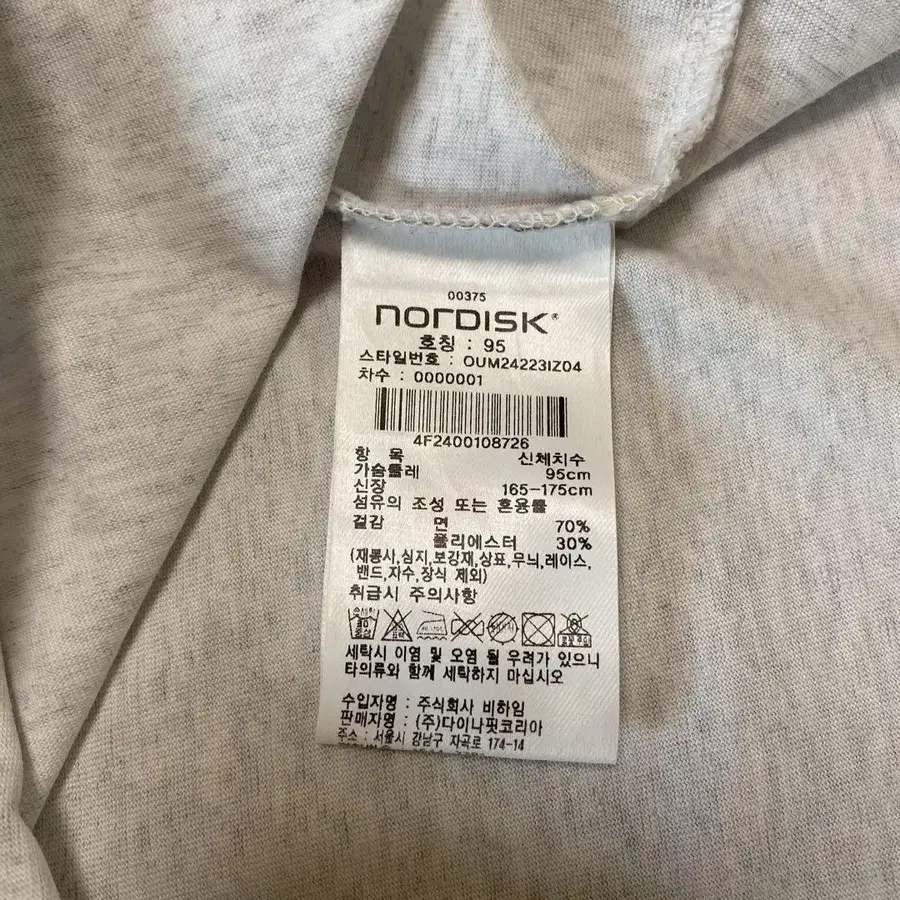 00375
nordisk®
호칭 : 95
스타일번호 : OUM24223IZ04
차수 : 0000001
4F2400108726
항 목 신체치수
가슴둘레 95cm
신장 165-175cm
섬유의 조성 또는 혼용률
겉감 면 70%
폴리에스터 30%
(재봉사,심지,보강재,상표,무늬,레이스,
밴드,자수,장식 제외)
취급시 주의사항
세탁시 이염 및 오염 될 우려가 있으니
타의류와 함께 세탁하지 마십시오
수입자명 : 주식회사 비하임
판매자명 : (주)다이나핏코리아
주소 : 서울시 강남구 자곡로 174-14